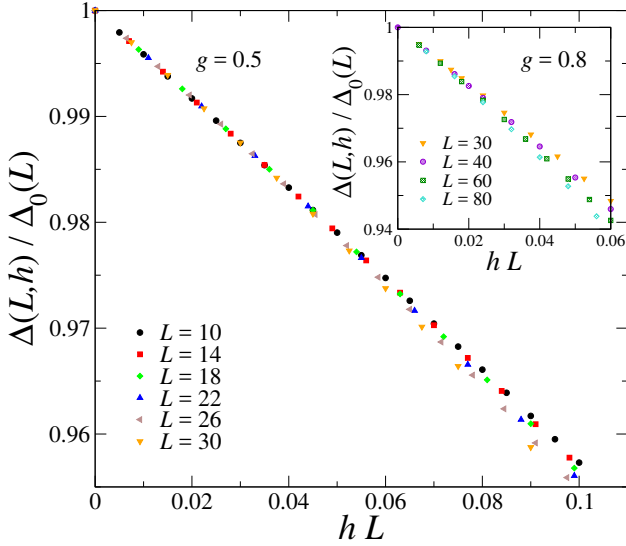 1
g = 0.5
0.99
0.98
0.97
0.96
Δ(L,h) / Δ₀(L)
L = 10
L = 14
L = 18
L = 22
L = 26
L = 30
0
0.02
0.04
0.06
0.08
0.1
h L
1
g = 0.8
0.98
0.96
0.94
Δ(L,h) / Δ₀(L)
L = 30
L = 40
L = 60
L = 80
0
0.02
0.04
0.06
h L